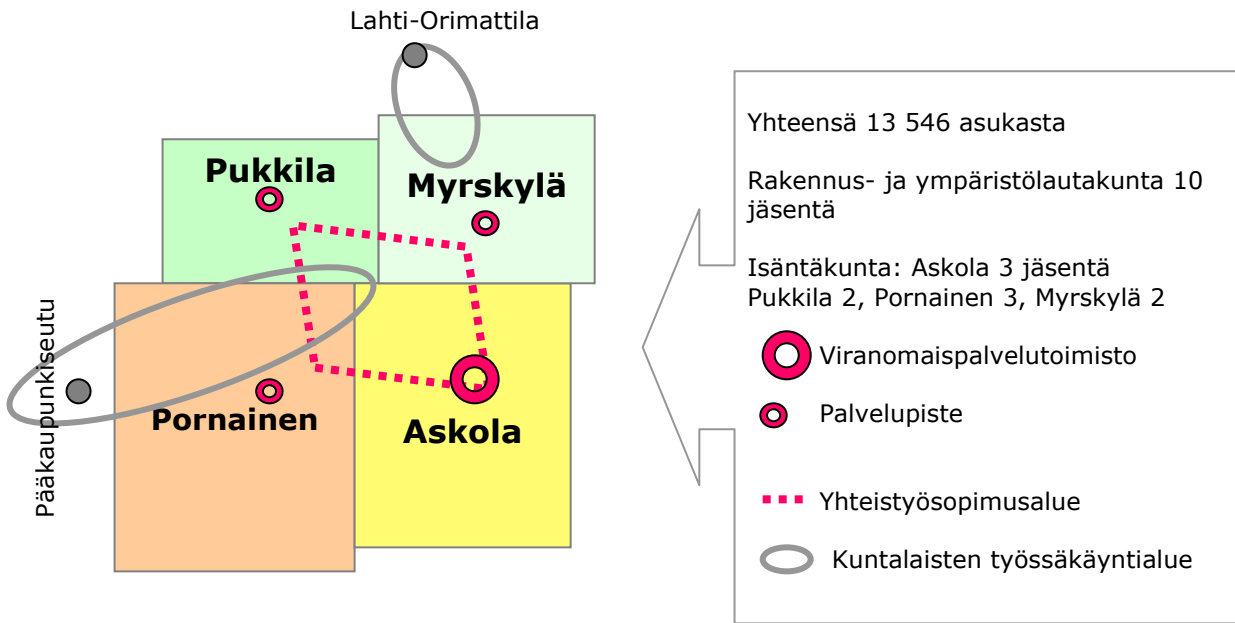 Lahti-Orimattila
Pukkila
Myrskylä
Pääkaupunkiseutu
Pornainen
Askola
Yhteensä 13 546 asukasta
Rakennus- ja ympäristölautakunta 10
jäsentä
Isäntäkunta: Askola 3 jäsentä
Pukkila 2, Pornainen 3, Myrskylä 2
Viranomaispalvelutoimisto
Palvelupiste
Yhteistyösopimusalue
Kuntalaisten työssäkäyntialue